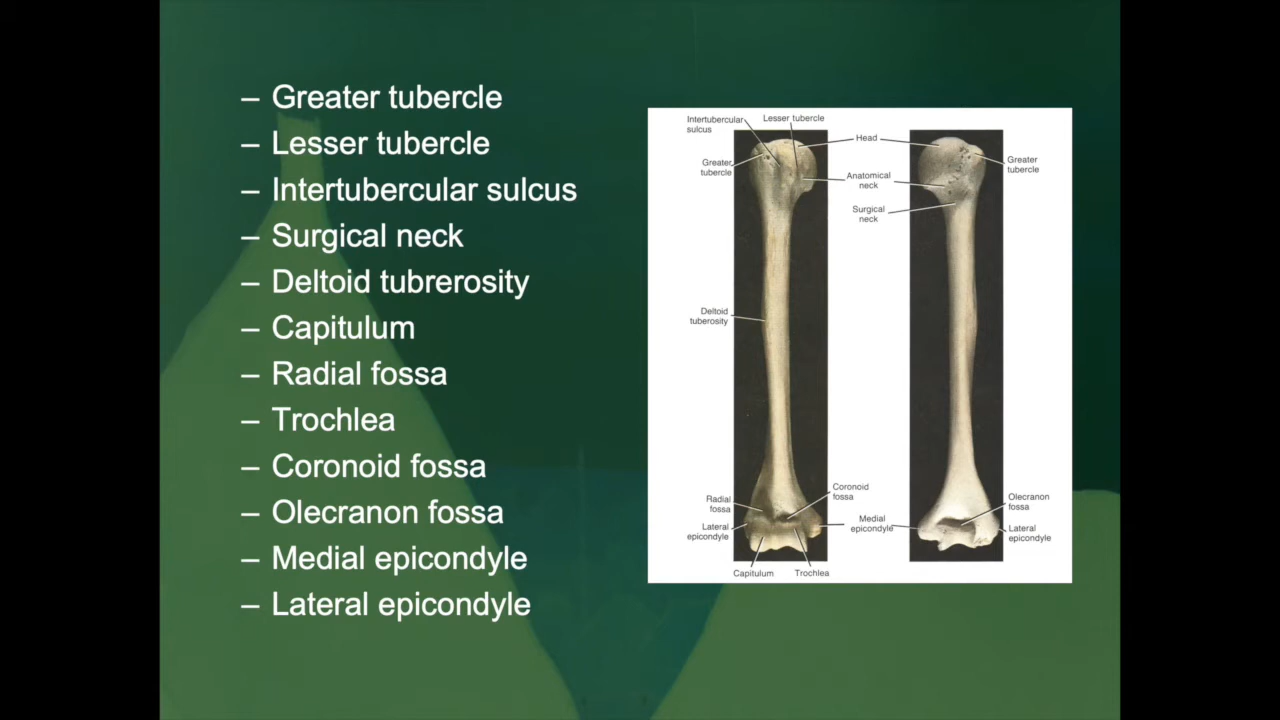 – Greater tubercle
– Lesser tubercle
– Intertubercular sulcus
– Surgical neck
– Deltoid tubrerosity
– Capitulum
– Radial fossa
– Trochlea
– Coronoid fossa
– Olecranon fossa
– Medial epicondyle
– Lateral epicondyle
Intertubercular
sulcus
Lesser tubercle
Greater
tubercle
Head
Anatomical
neck
Surgical
neck
Greater
tubercle
Deltoid
tuberosity
Radial
fossa
Lateral
epicondyle
Capitulum
Trochlea
Coronoid
fossa
Medial
epicondyle
Olecranon
fossa
Lateral
epicondyle